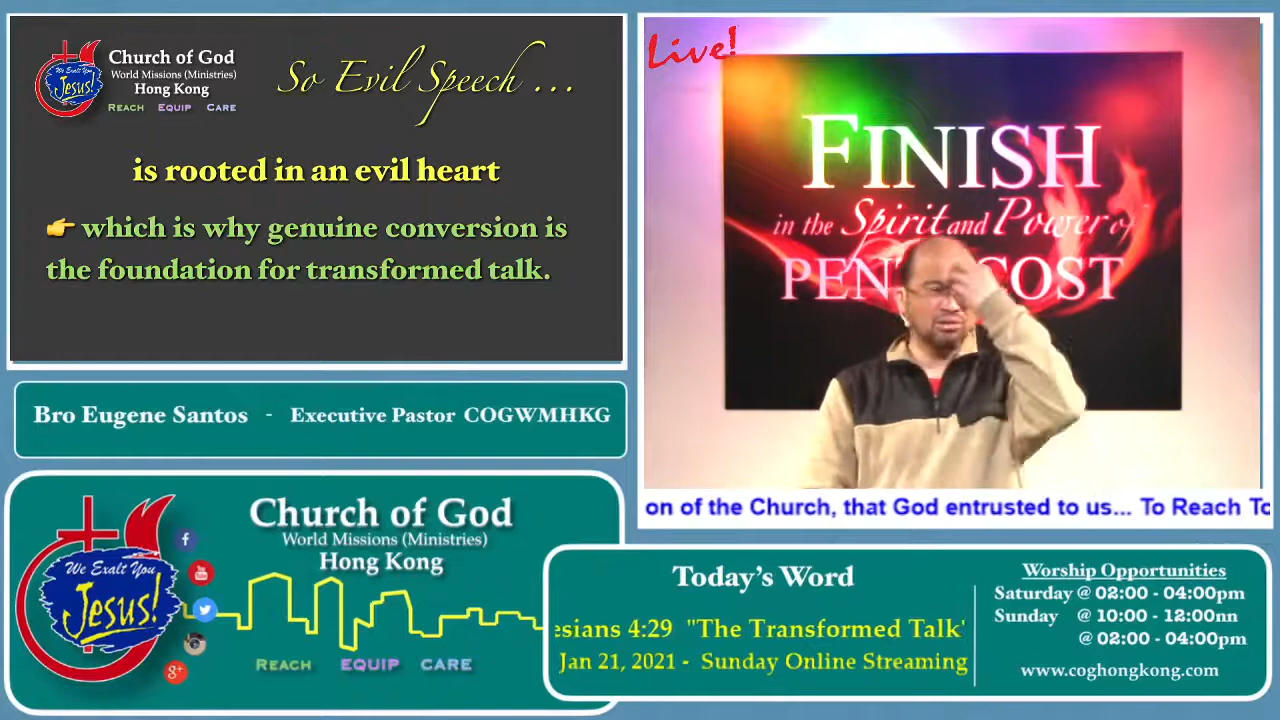 We Exalt You
Jesus!
Church of God
World Missions (Ministries)
Hong Kong
REACH EQUIP CARE
So Evil Speech ...
is rooted in an evil heart
👉 which is why genuine conversion is
the foundation for transformed talk.
Bro Eugene Santos - Executive Pastor COGWMHKG
Live!
FINISH
in the Spirit and Power of
on of the Church, that God entrusted to us... To Reach To
We Exalt You
Jesus!
Church of God
World Missions (Ministries)
Hong Kong
REACH EQUIP CARE
Today's Word
esians 4:29 "The Transformed Talk'
Jan 21, 2021 - Sunday Online Streaming
Worship Opportunities
Saturday @ 02:00 - 04:00pm
Sunday @ 10:00 - 12:00nn
@ 02:00 - 04:00pm
www.coghongkong.com